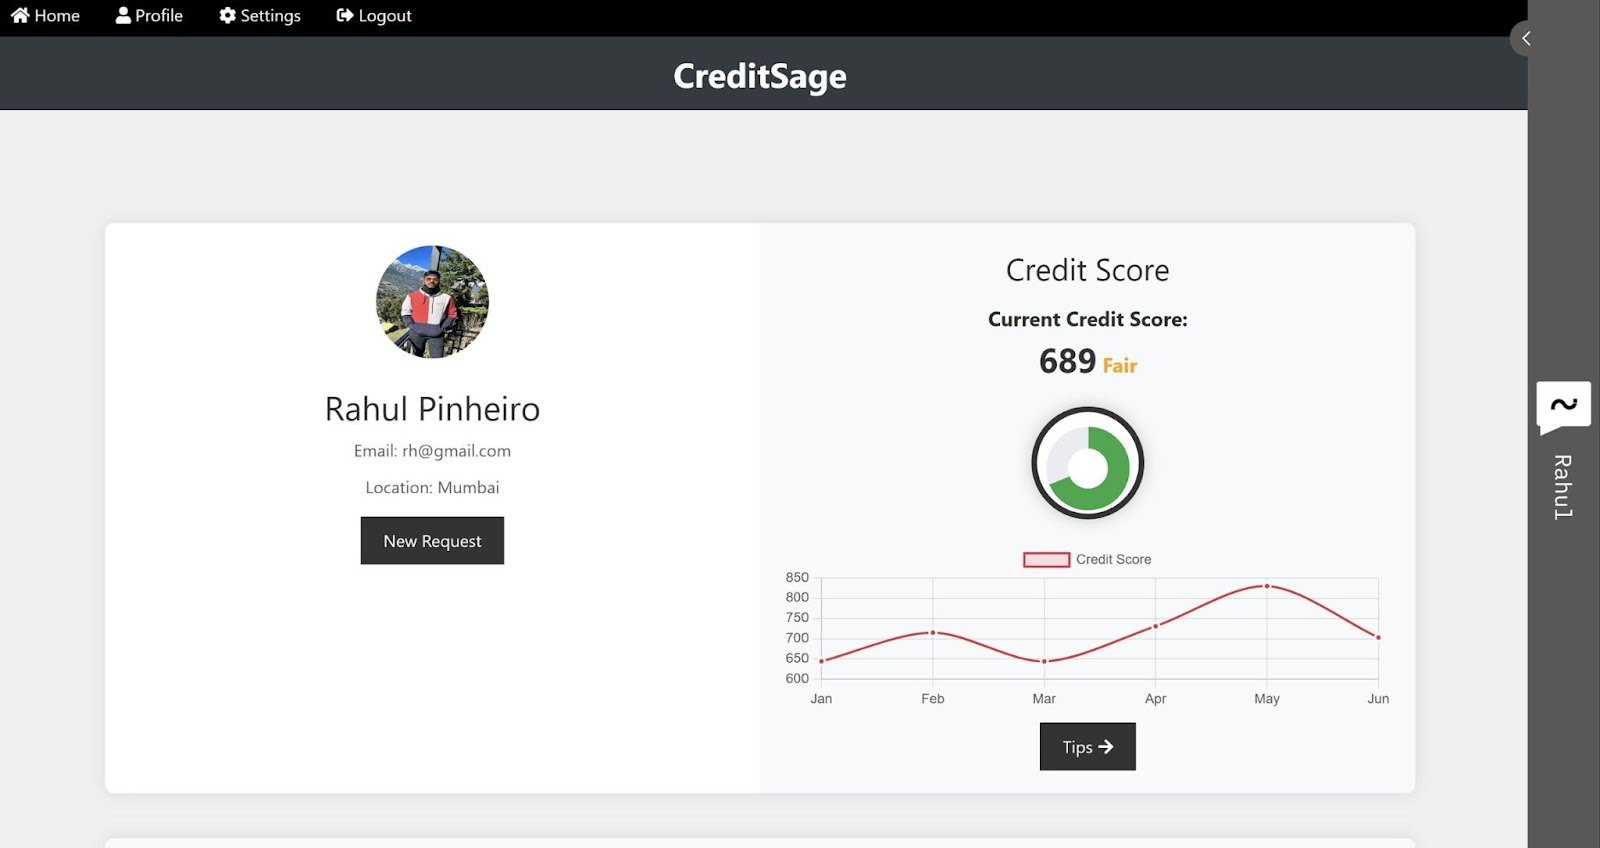 Home Profile Settings Logout
CreditSage
Rahul Pinheiro
Email: rh@gmail.com
Location: Mumbai
New Request
Credit Score
Current Credit Score:
689 Fair
Credit Score
850
800
750
700
650
600
Jan Feb Mar Apr May Jun
Tips
Rahul